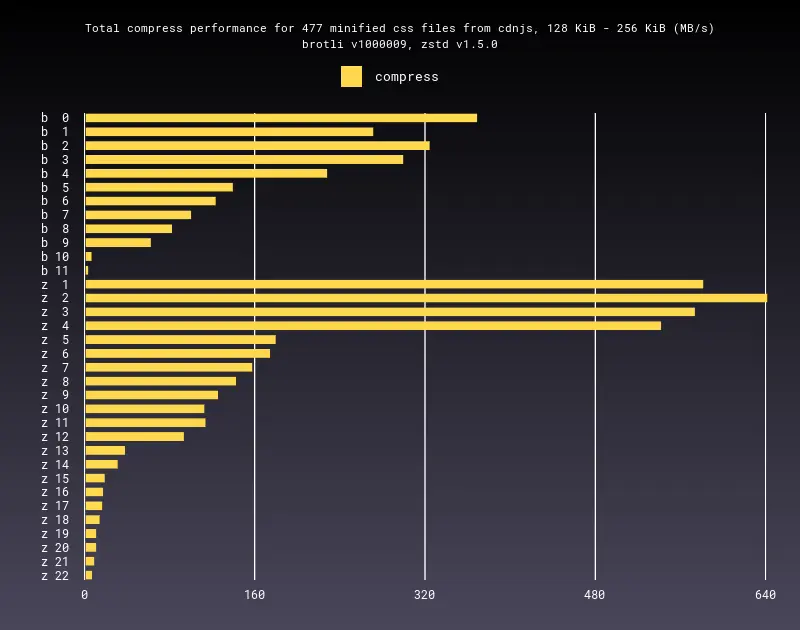 Total compress performance for 477 minified css files from cdnjs, 128 KiB - 256 KiB (MB/s)
brotli v1000009, zstd v1.5.0
compress
b 0
b 1
b 2
b 3
b 4
b 5
b 6
b 7
b 8
b 9
b 10
b 11
z 1
z 2
z 3
z 4
z 5
z 6
z 7
z 8
z 9
z 10
z 11
z 12
z 13
z 14
z 15
z 16
z 17
z 18
z 19
z 20
z 21
z 22
0 160 320 480 640